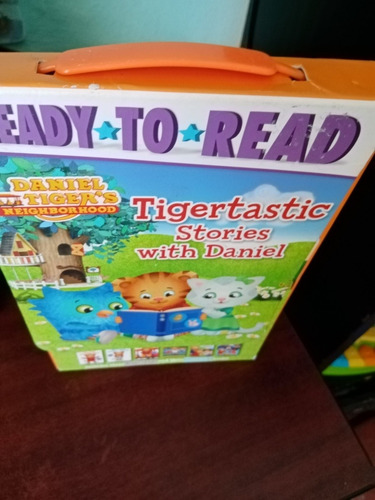 EADY★TO★READ
DANIEL
TIGER'S
NEIGHBORHOOD
Tigertastic
Stories
with Daniel